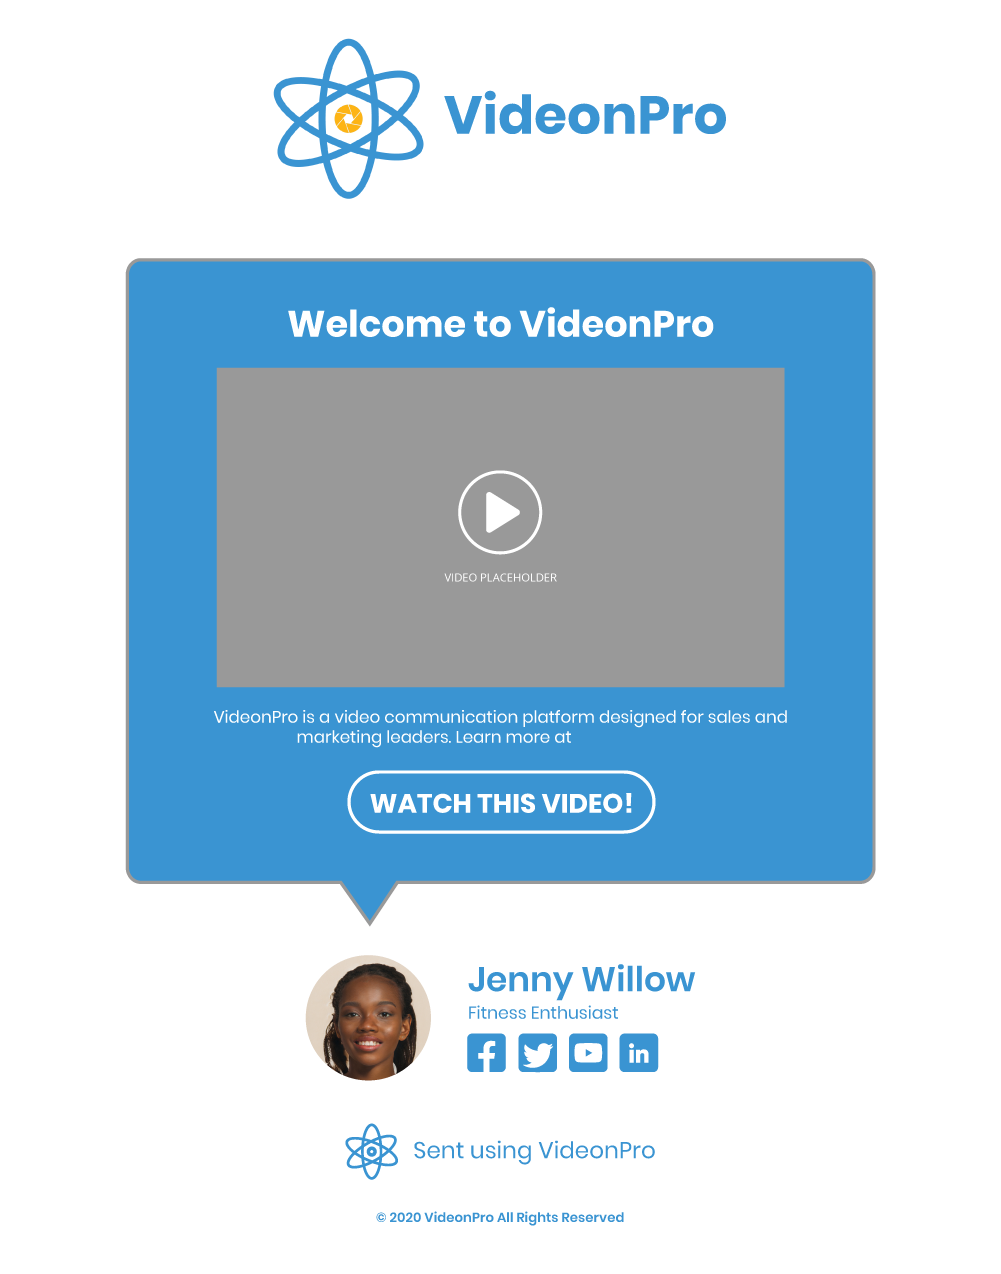 VideonPro
Welcome to VideonPro
VIDEO PLACEHOLDER
VideonPro is a video communication platform designed for sales and
marketing leaders. Learn more at
WATCH THIS VIDEO!
Jenny Willow
Fitness Enthusiast
Sent using VideonPro
© 2020 VideonPro All Rights Reserved